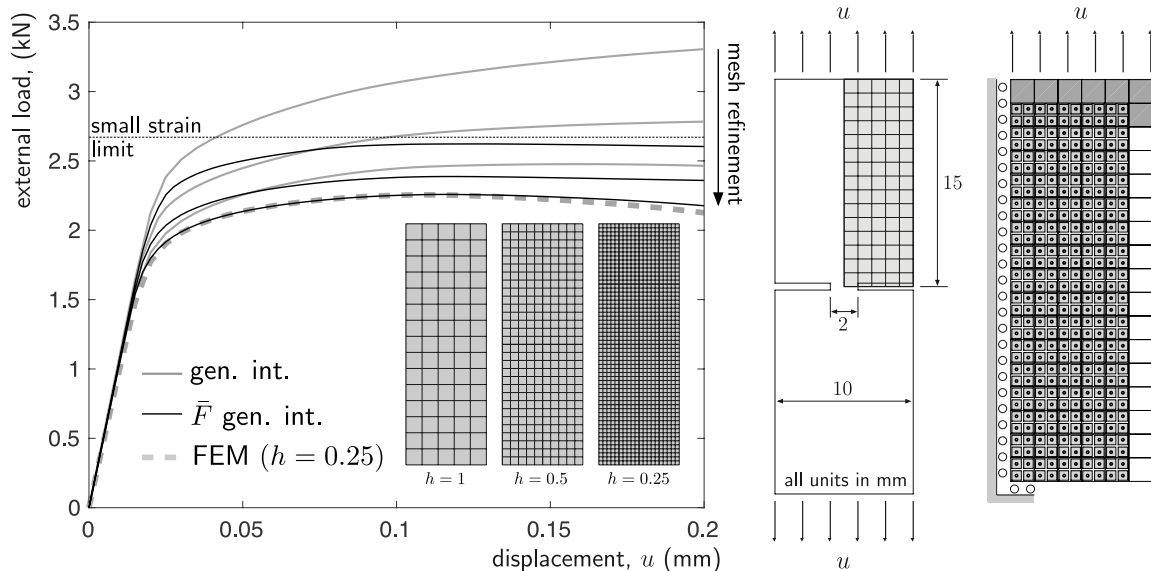 external load, (kN)
3.5
3
2.5
2
1.5
1
0.5
0
small strain
limit
gen. int.
F̄ gen. int.
FEM (h = 0.25)
h = 1
h = 0.5
h = 0.25
0
0.05
0.1
0.15
0.2
displacement, u (mm)
mesh refinement
u
15
2
10
all units in mm
u
u